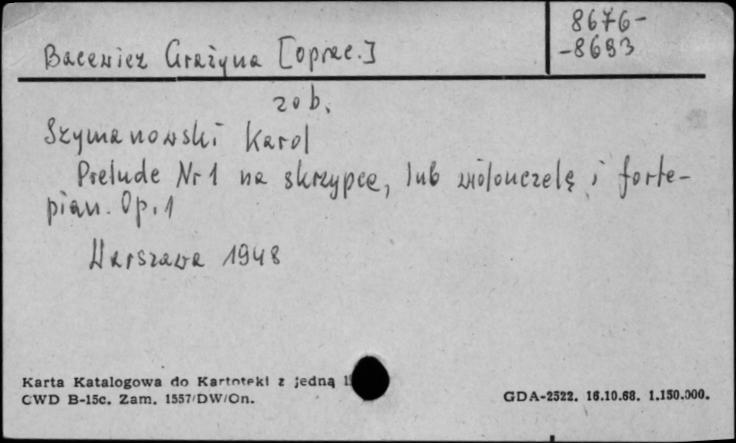 8676-
-8683
Bacewicz Grażyna [oprac.]
zob.
Szymanowski Karol
Prelude Nr 1 na skrzypce, lub wiolonczelę i forte-
pian. Op. 1
Warszawa 1948
Karta Katalogowa do Kartoteki z jedną
CWD B-15c. Zam. 1557/DW/On.
GDA-2522. 16.10.68. 1.150.000.